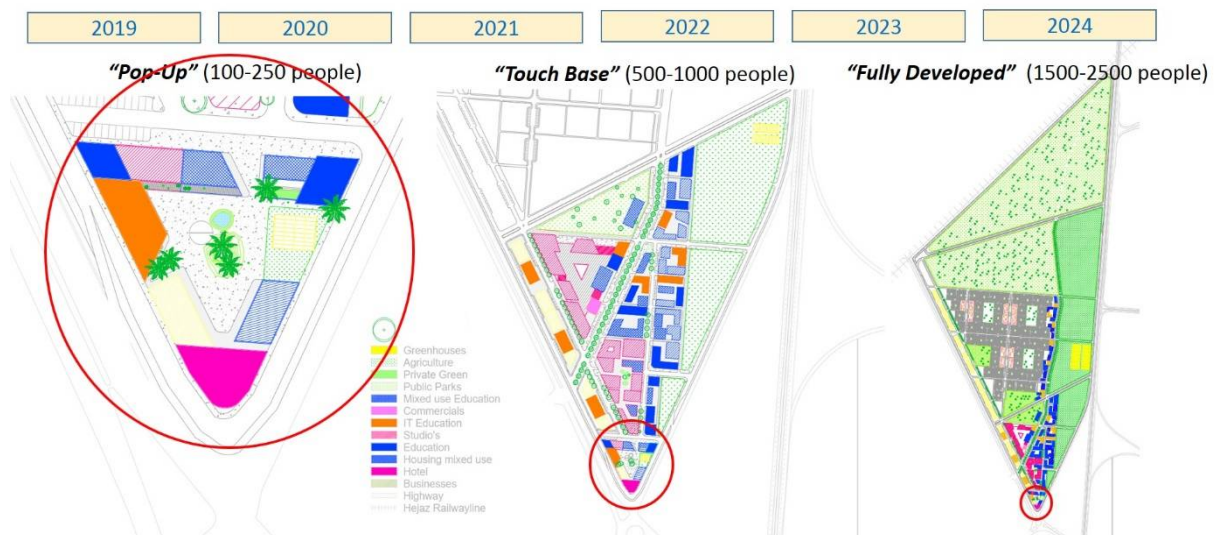 2019
2020
2021
2022
2023
2024
“Pop-Up” (100-250 people)
“Touch Base” (500-1000 people)
“Fully Developed” (1500-2500 people)
Greenhouses
Agriculture
Private Green
Public Parks
Mixed use Education
Commercials
IT Education
Studio's
Education
Housing mixed use
Hotel
Businesses
Highway
Hejaz Railwayline